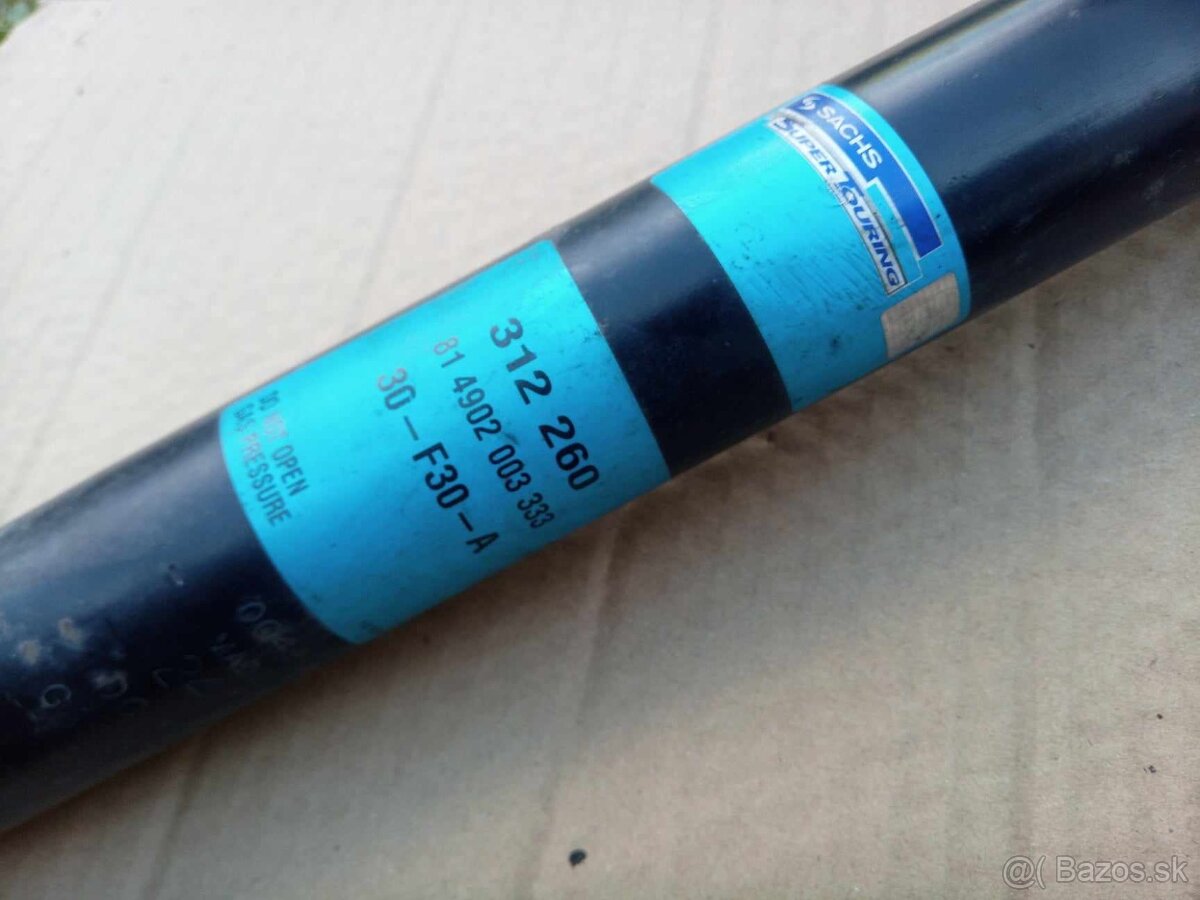 SACHS
SUPER TOURING
312 260
81 4902 003 333
30-F30-A
DO NOT OPEN
GAS PRESSURE
@( Bazos.sk